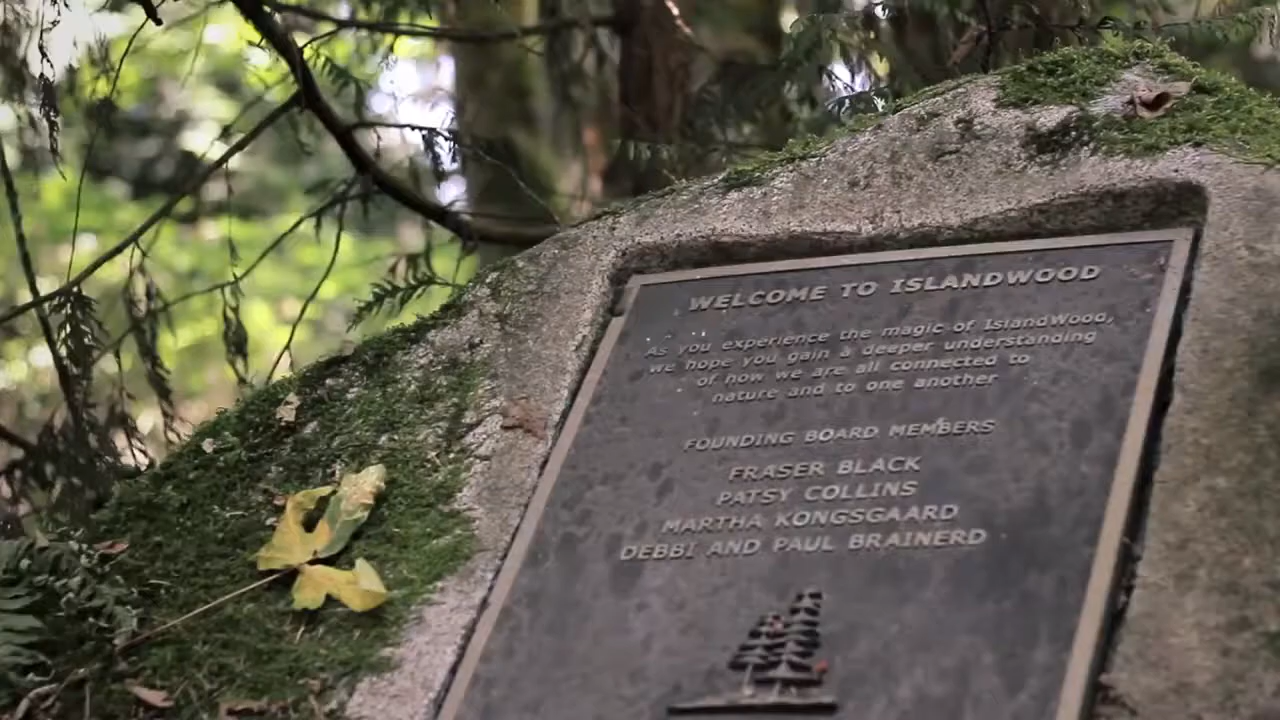 WELCOME TO ISLANDWOOD
As you experience the magic of IslandWood,
we hope you gain a deeper understanding
of how we are all connected to
nature and to one another
FOUNDING BOARD MEMBERS
FRASER BLACK
PATSY COLLINS
MARTHA KONGSGAARD
DEBBI AND PAUL BRAINERD